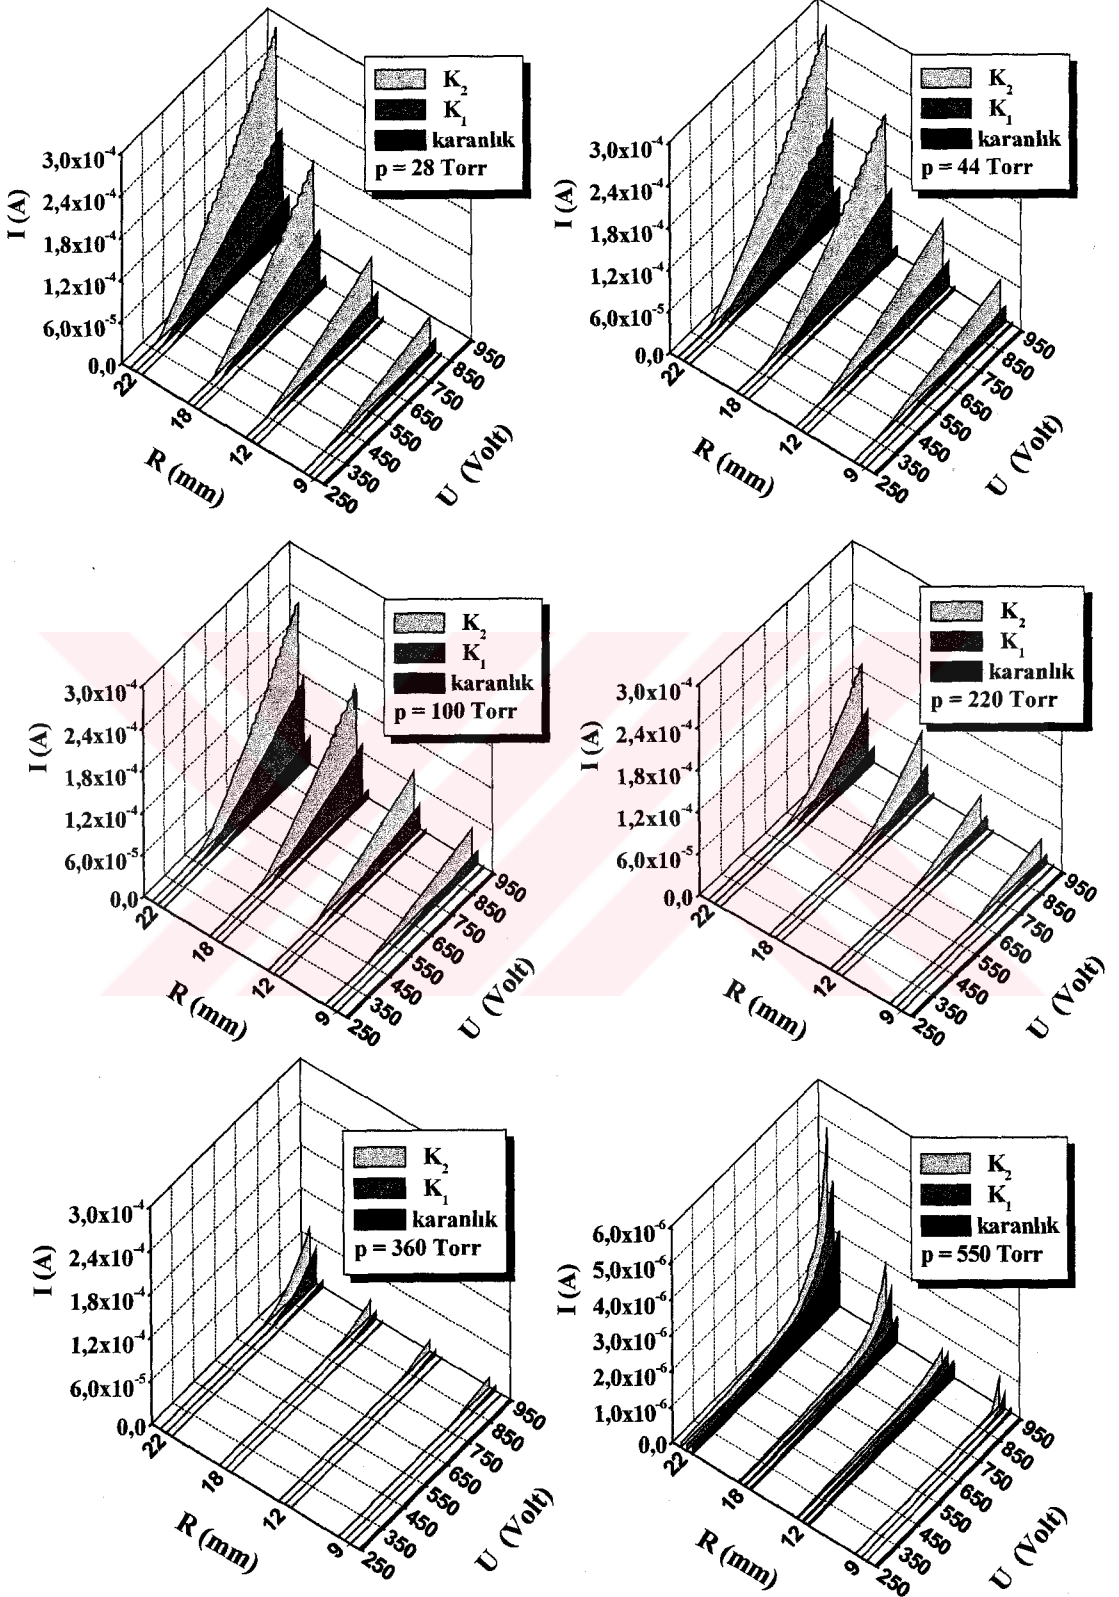 K₂
K₁
karanlık
p = 28 Torr
I (A)
3,0x10⁻⁴
2,4x10⁻⁴
1,8x10⁻⁴
1,2x10⁻⁴
6,0x10⁻⁵
0,0
22
18
12
9
R (mm)
250
350
450
550
650
750
850
950
U (Volt)
K₂
K₁
karanlık
p = 44 Torr
I (A)
3,0x10⁻⁴
2,4x10⁻⁴
1,8x10⁻⁴
1,2x10⁻⁴
6,0x10⁻⁵
0,0
22
18
12
9
R (mm)
250
350
450
550
650
750
850
950
U (Volt)
K₂
K₁
karanlık
p = 100 Torr
I (A)
3,0x10⁻⁴
2,4x10⁻⁴
1,8x10⁻⁴
1,2x10⁻⁴
6,0x10⁻⁵
0,0
22
18
12
9
R (mm)
250
350
450
550
650
750
850
950
U (Volt)
K₂
K₁
karanlık
p = 220 Torr
I (A)
3,0x10⁻⁴
2,4x10⁻⁴
1,8x10⁻⁴
1,2x10⁻⁴
6,0x10⁻⁵
0,0
22
18
12
9
R (mm)
250
350
450
550
650
750
850
950
U (Volt)
K₂
K₁
karanlık
p = 360 Torr
I (A)
3,0x10⁻⁴
2,4x10⁻⁴
1,8x10⁻⁴
1,2x10⁻⁴
6,0x10⁻⁵
0,0
22
18
12
9
R (mm)
250
350
450
550
650
750
850
950
U (Volt)
K₂
K₁
karanlık
p = 550 Torr
I (A)
6,0x10⁻⁶
5,0x10⁻⁶
4,0x10⁻⁶
3,0x10⁻⁶
2,0x10⁻⁶
1,0x10⁻⁶
0,0
22
18
12
9
R (mm)
250
350
450
550
650
750
850
950
U (Volt)